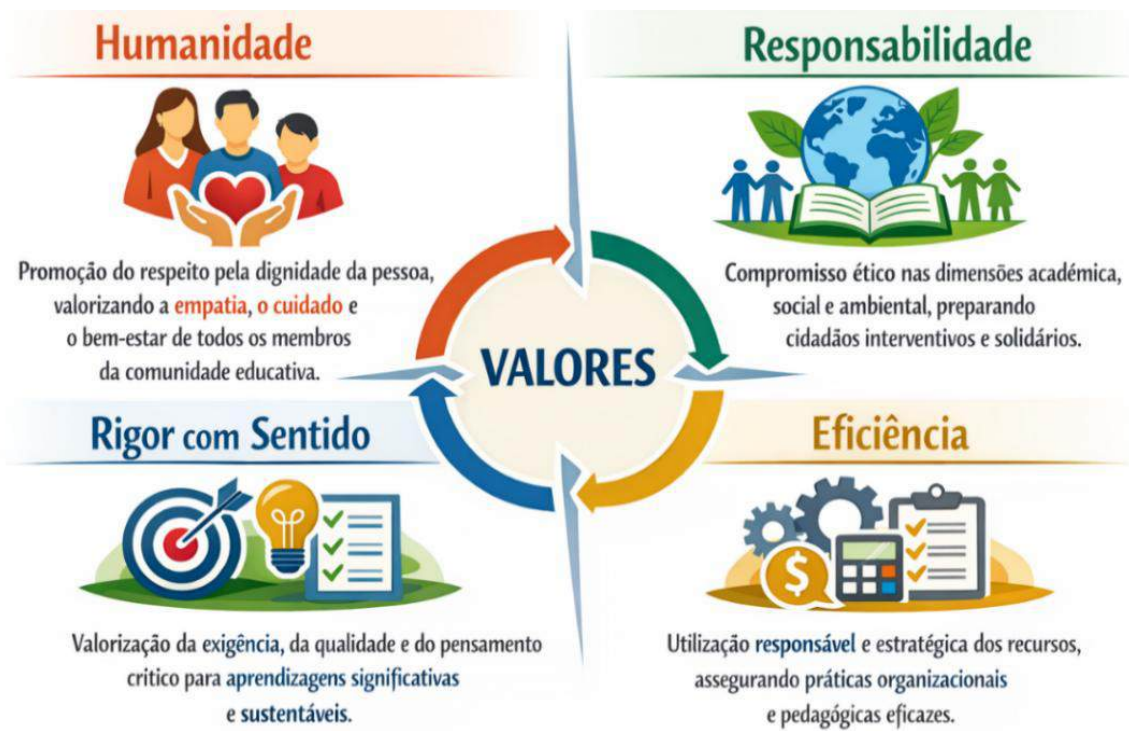 Humanidade
Promoção do respeito pela dignidade da pessoa,
valorizando a empatia, o cuidado e
o bem-estar de todos os membros
da comunidade educativa.
Responsabilidade
Compromisso ético nas dimensões académica,
social e ambiental, preparando
cidadãos interventivos e solidários.
VALORES
Rigor com Sentido
Valorização da exigência, da qualidade e do pensamento
critico para aprendizagens significativas
e sustentáveis.
Eficiência
$
Utilização responsável e estratégica dos recursos,
assegurando práticas organizacionais
e pedagógicas eficazes.